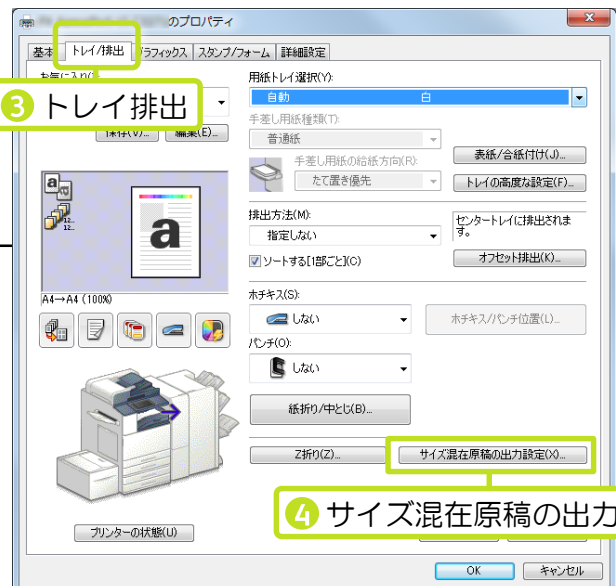 のプロパティ
基本
トレイ/排出
グラフィックス
スタンプ/フォーム
詳細設定
3 トレイ排出
保存(V)...
編集(E)...
A4→A4 (100%)
プリンターの状態(U)
用紙トレイ選択(Y):
自動 白
手差し用紙種類(T):
普通紙
手差し用紙の給紙方向(R):
たて置き優先
表紙/合紙付け(J)...
トレイの高度な設定(F)...
排出方法(M):
指定しない
センタートレイに排出されま
す。
ソートする[1部ごと](C)
オフセット排出(K)...
ホチキス(S):
しない
ホチキス/パンチ位置(L)...
パンチ(O):
しない
紙折り/中とじ(B)...
Z折り(Z)...
サイズ混在原稿の出力設定(X)...
4 サイズ混在原稿の出力
OK
キャンセル